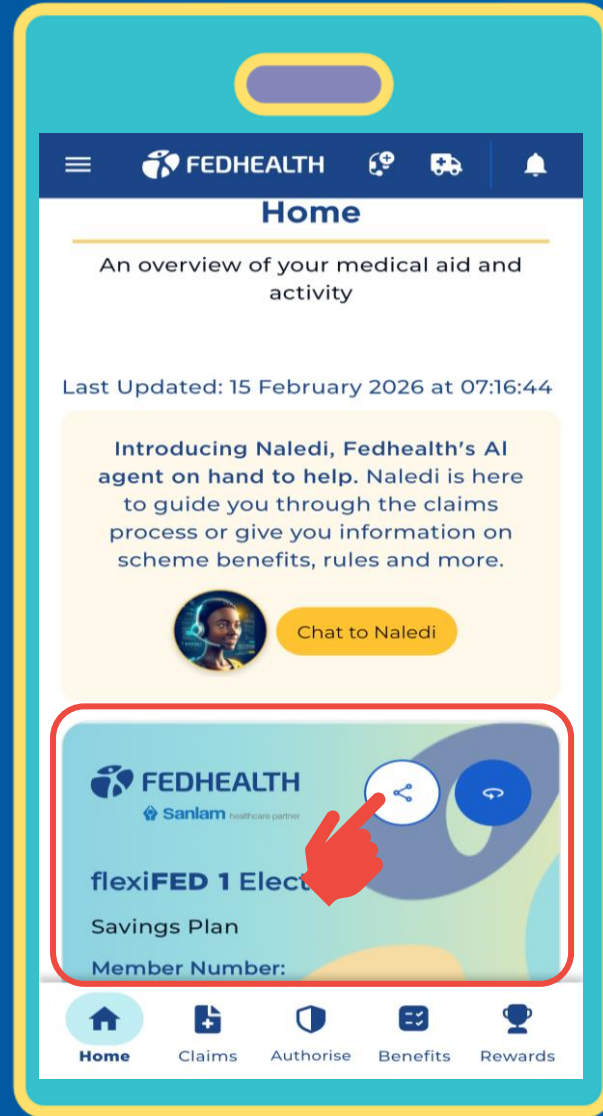 FEDHEALTH
Home
An overview of your medical aid and
activity
Last Updated: 15 February 2026 at 07:16:44
Introducing Naledi, Fedhealth's AI
agent on hand to help. Naledi is here
to guide you through the claims
process or give you information on
scheme benefits, rules and more.
Chat to Naledi
FEDHEALTH
Sanlam healthcare partner
flexiFED 1 Elect
Savings Plan
Member Number:
Home Claims Authorise Benefits Rewards